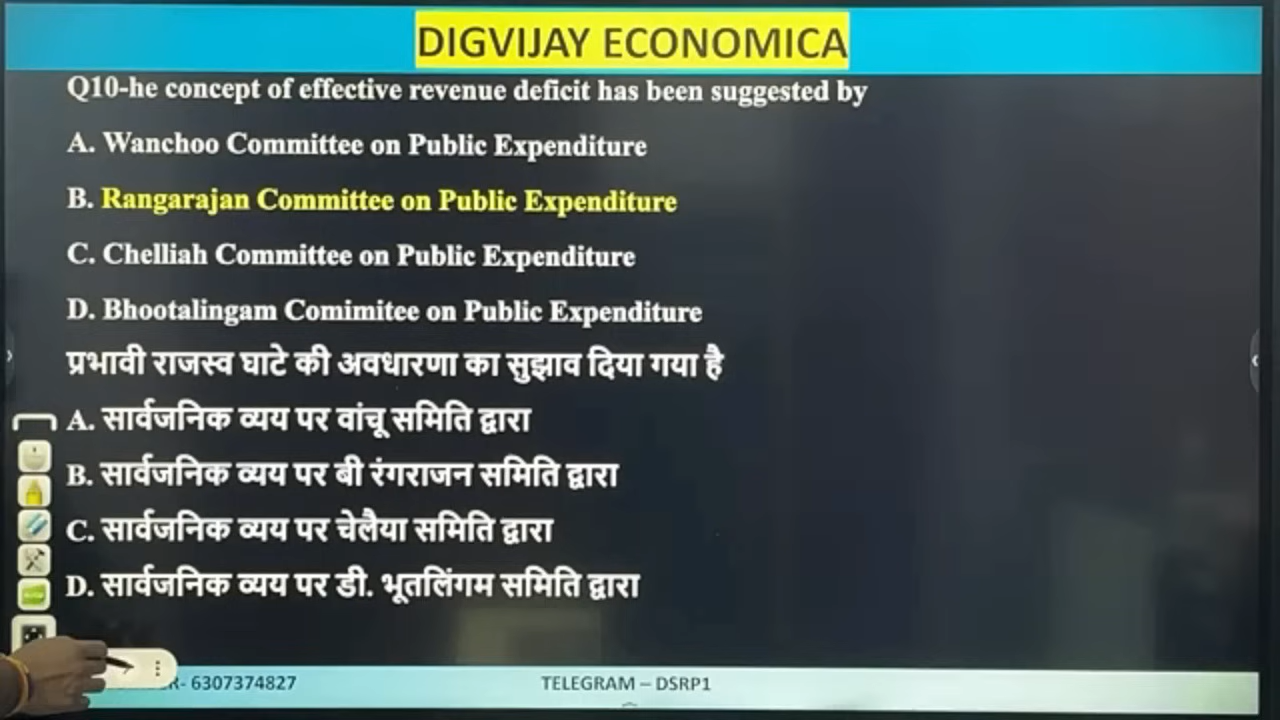 DIGVIJAY ECONOMICA
Q10-he concept of effective revenue deficit has been suggested by
A. Wanchoo Committee on Public Expenditure
B. Rangarajan Committee on Public Expenditure
C. Chelliah Committee on Public Expenditure
D. Bhootalingam Comimitee on Public Expenditure
प्रभावी राजस्व घाटे की अवधारणा का सुझाव दिया गया है
A. सार्वजनिक व्यय पर वांचू समिति द्वारा
B. सार्वजनिक व्यय पर बी रंगराजन समिति द्वारा
C. सार्वजनिक व्यय पर चेलैया समिति द्वारा
D. सार्वजनिक व्यय पर डी. भूतलिंगम समिति द्वारा
R- 6307374827 TELEGRAM – DSRP1